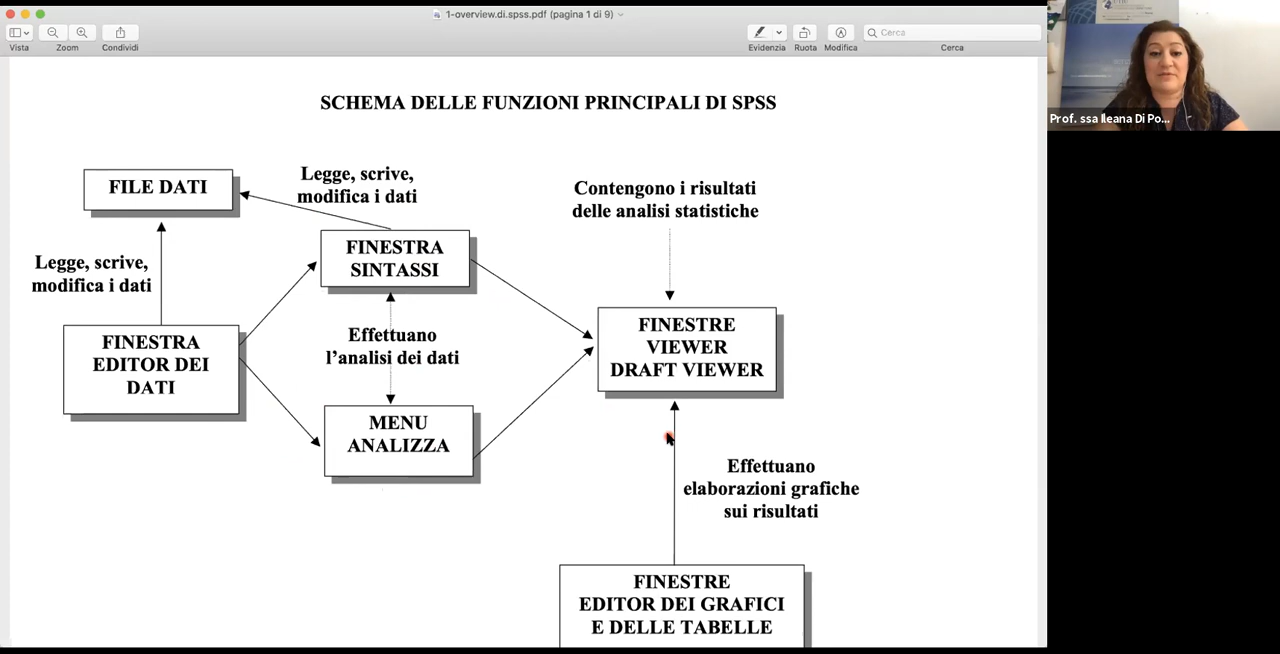 1-overview.di.spss.pdf (pagina 1 di 9)
Vista
Zoom
Condividi
Evidenzia
Ruota
Modifica
Cerca
Cerca
Prof. ssa Ileana Di Po...
SCHEMA DELLE FUNZIONI PRINCIPALI DI SPSS
FILE DATI
Legge, scrive,
modifica i dati
Contengono i risultati
delle analisi statistiche
FINESTRA
SINTASSI
Legge, scrive,
modifica i dati
FINESTRA
EDITOR DEI
DATI
Effettuano
l’analisi dei dati
FINESTRE
VIEWER
DRAFT VIEWER
MENU
ANALIZZA
Effettuano
elaborazioni grafiche
sui risultati
FINESTRE
EDITOR DEI GRAFICI
E DELLE TABELLE